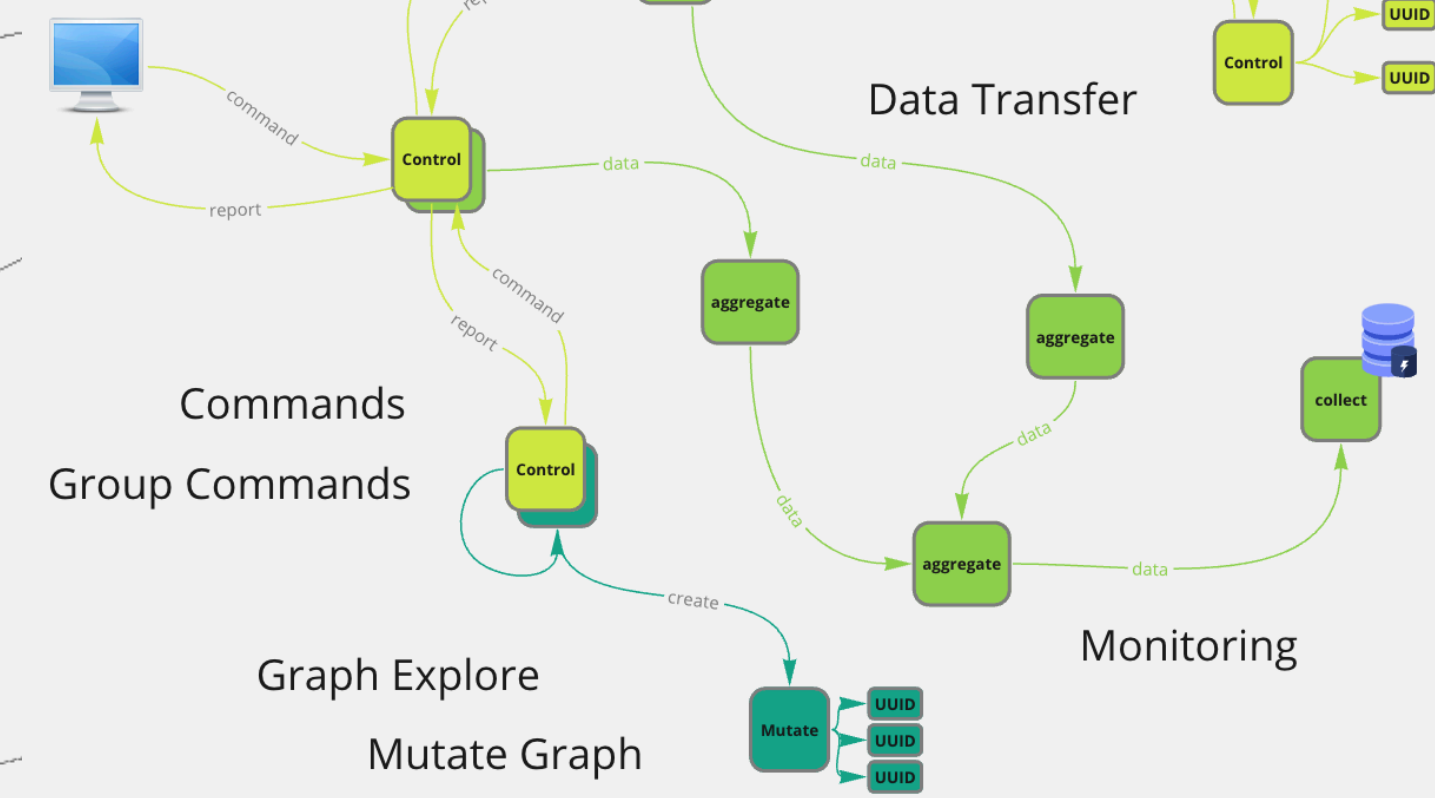 rep
UUID
Control
UUID
Data Transfer
command
Control
data
data
report
command
report
aggregate
aggregate
collect
Commands
data
Control
Group Commands
data
aggregate
data
create
Monitoring
Graph Explore
UUID
Mutate
UUID
Mutate Graph
UUID